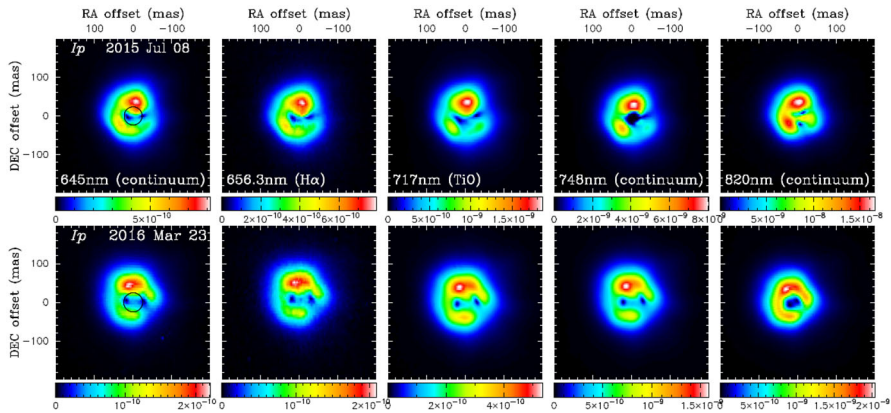 RA offset (mas) RA offset (mas) RA offset (mas) RA offset (mas) RA offset (mas)
100 0 −100 100 0 −100 100 0 −100 100 0 −100 100 0 −100
Ip 2015 Jul 08
DEC offset (mas)
100
0
−100
645nm (continuum) 656.3nm (Hα) 717nm (TiO) 748nm (continuum) 820nm (continuum)
0 5×10⁻¹⁰ 0 2×10⁻¹⁰ 4×10⁻¹⁰ 6×10⁻¹⁰ 0 5×10⁻¹⁰ 10⁻⁹ 1.5×10⁻⁹ 0 2×10⁻⁹ 4×10⁻⁹ 6×10⁻⁹ 8×10⁻⁹ 5×10⁻⁹ 10⁻⁸ 1.5×10⁻⁸
Ip 2016 Mar 23
DEC offset (mas)
100
0
−100
0 10⁻¹⁰ 2×10⁻¹⁰ 0 10⁻¹⁰ 2×10⁻¹⁰ 0 2×10⁻¹⁰ 4×10⁻¹⁰ 0 5×10⁻¹⁰ 10⁻⁹ 1.5×10⁻⁹ 5×10⁻¹⁰ 10⁻⁹ 1.5×10⁻⁹ 2×10⁻⁹